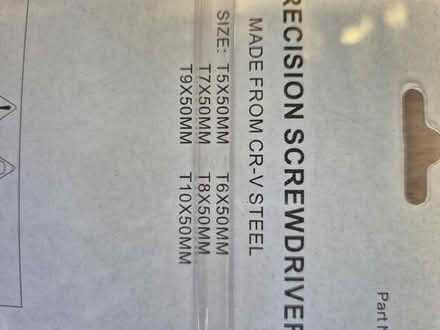 RECISION SCREWDRIVER
MADE FROM CR-V STEEL
SIZE: T5X50MM T6X50MM
T7X50MM T8X50MM
T9X50MM T10X50MM
Part N